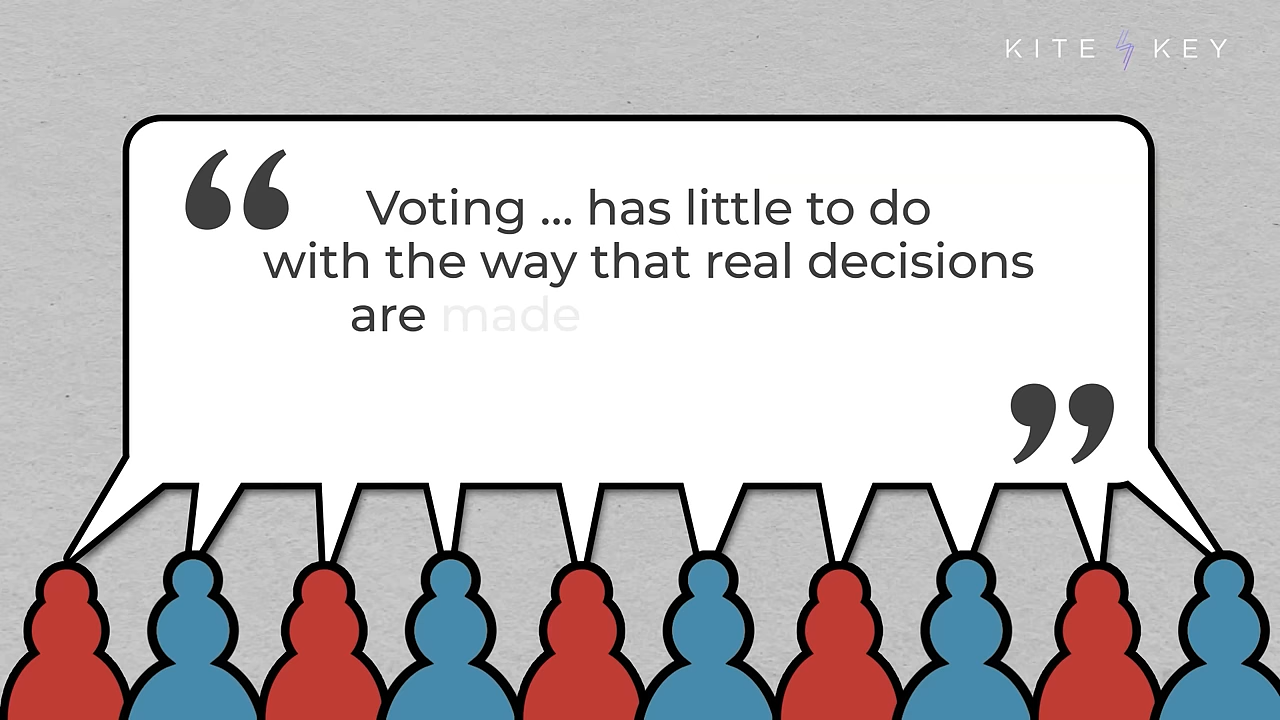 KITE KEY
“ Voting ... has little to do
with the way that real decisions
are made
”